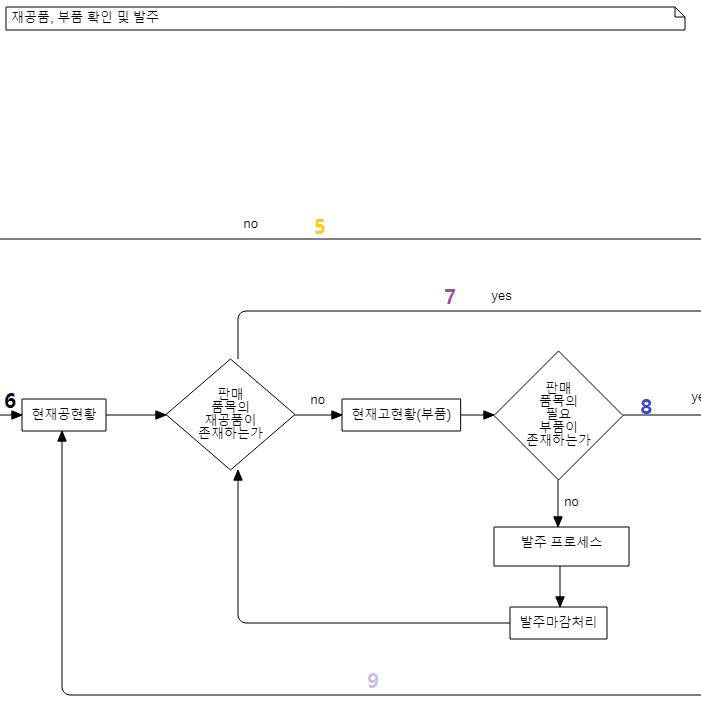 재공품, 부품 확인 및 발주
no
5
7
yes
6
현재공현황
판매
품목의
재공품이
존재하는가
no
현재고현황(부품)
판매
품목의
필요
부품이
존재하는가
8
ye
no
발주 프로세스
발주마감처리
9